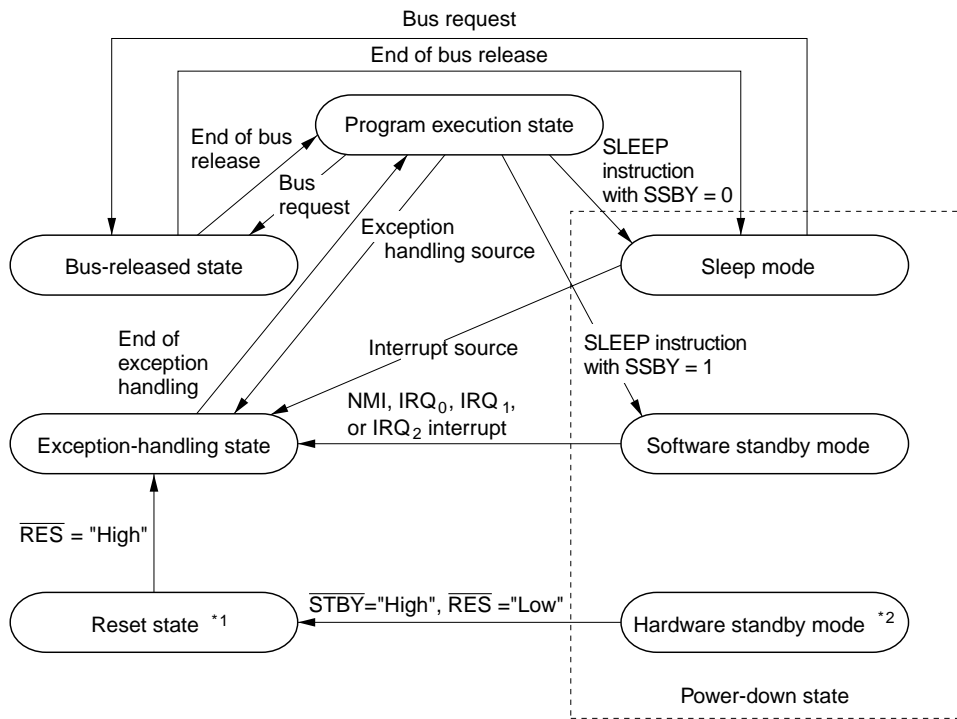 Bus request
End of bus release
Program execution state
End of bus
release
SLEEP
instruction
with SSBY = 0
Bus
request
Exception
handling source
Bus-released state
Sleep mode
End of
exception
handling
Interrupt source
SLEEP instruction
with SSBY = 1
NMI, IRQ0, IRQ1,
or IRQ2 interrupt
Exception-handling state
Software standby mode
RES = "High"
STBY="High", RES ="Low"
Reset state *1
Hardware standby mode *2
Power-down state